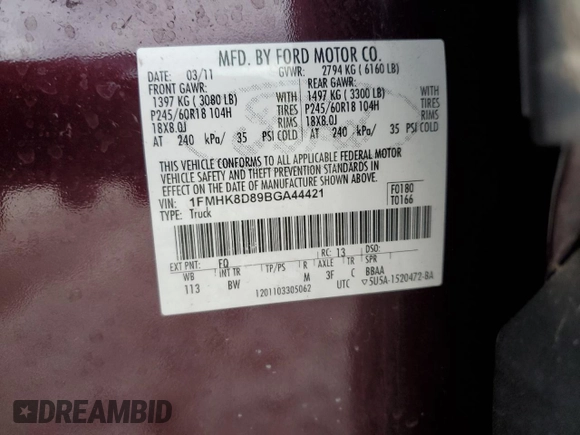 MFD. BY FORD MOTOR CO.
DATE: 03/11 GVWR: 2794 KG ( 6160 LB)
FRONT GAWR: REAR GAWR:
1397 KG ( 3080 LB) 1497 KG ( 3300 LB)
P245/60R18 104H TIRES P245/60R18 104H TIRES
18X8.0J RIMS 18X8.0J RIMS
AT 240 kPa/ 35 PSI COLD AT 240 kPa/ 35 PSI COLD
THIS VEHICLE CONFORMS TO ALL APPLICABLE FEDERAL MOTOR
VEHICLE SAFETY AND THEFT PREVENTION STANDARDS IN
EFFECT ON THE DATE OF MANUFACTURE SHOWN ABOVE.
VIN: 1FMHK8D89BGA44421 F0180
TYPE: Truck T0166
EXT PNT: FQ RC: 13 DSO:
WB INT TR TP/PS R AXLE TR SPR
113 BW M 3F C BBAA
1201103305062 UTC 5U5A-1520472-BA
DREAMBID